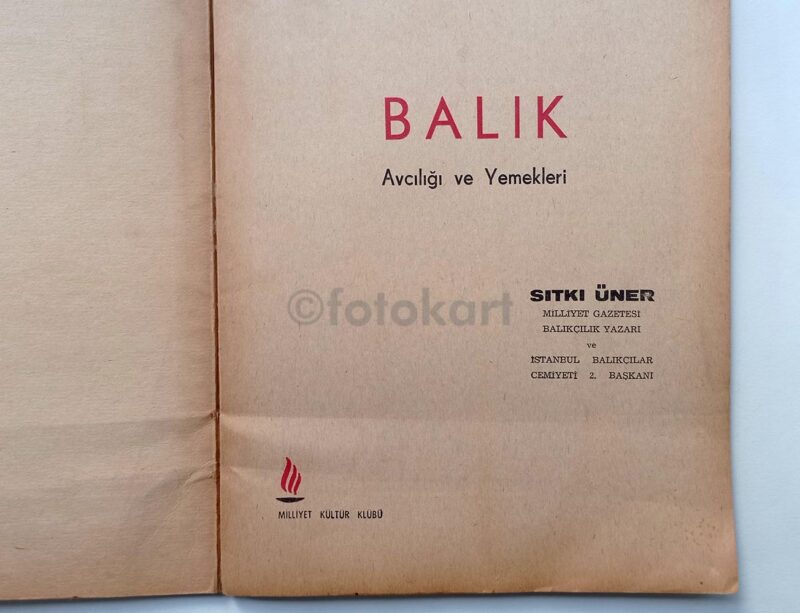 BALIK
Avcılığı ve Yemekleri
©fotokart
SITKI ÜNER
MİLLİYET GAZETESİ
BALIKÇILIK YAZARI
ve
İSTANBUL BALIKÇILAR
CEMİYETİ 2. BAŞKANI
MİLLİYET KÜLTÜR KLÜBÜ